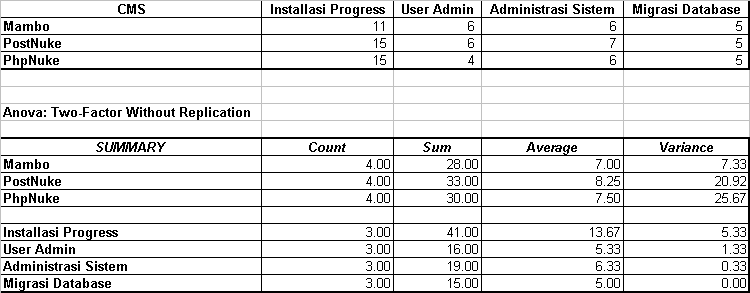 CMS Installasi Progress User Admin Administrasi Sistem Migrasi Database
Mambo 11 6 6 5
PostNuke 15 6 7 5
PhpNuke 15 4 6 5
Anova: Two-Factor Without Replication
SUMMARY Count Sum Average Variance
Mambo 4.00 28.00 7.00 7.33
PostNuke 4.00 33.00 8.25 20.92
PhpNuke 4.00 30.00 7.50 25.67
Installasi Progress 3.00 41.00 13.67 5.33
User Admin 3.00 16.00 5.33 1.33
Administrasi Sistem 3.00 19.00 6.33 0.33
Migrasi Database 3.00 15.00 5.00 0.00